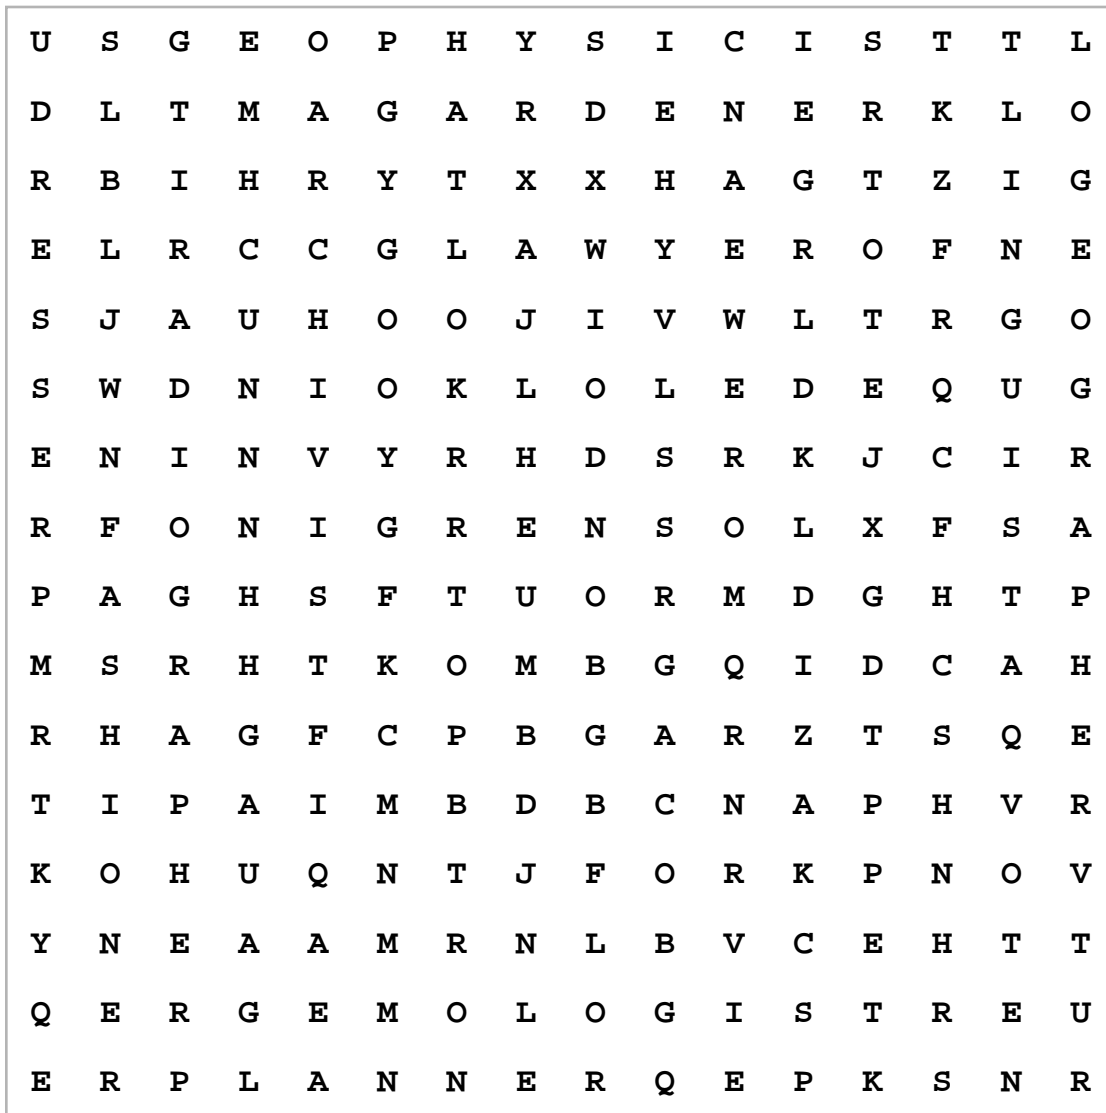 U S G E O P H Y S I C I S T T L
D L T M A G A R D E N E R K L O
R B I H R Y T X X H A G T Z I G
E L R C C G L A W Y E R O F N E
S J A U H O O J I V W L T R G O
S W D N I O K L O L E D E Q U G
E N I N V Y R H D S R K J C I R
R F O N I G R E N S O L X F S A
P A G H S F T U O R M D G H T P
M S R H T K O M B G Q I D C A H
R H A G F C P B G A R Z T S Q E
T I P A I M B D B C N A P H V R
K O H U Q N T J F O R K P N O V
Y N E A A M R N L B V C E H T T
Q E R G E M O L O G I S T R E U
E R P L A N N E R Q E P K S N R